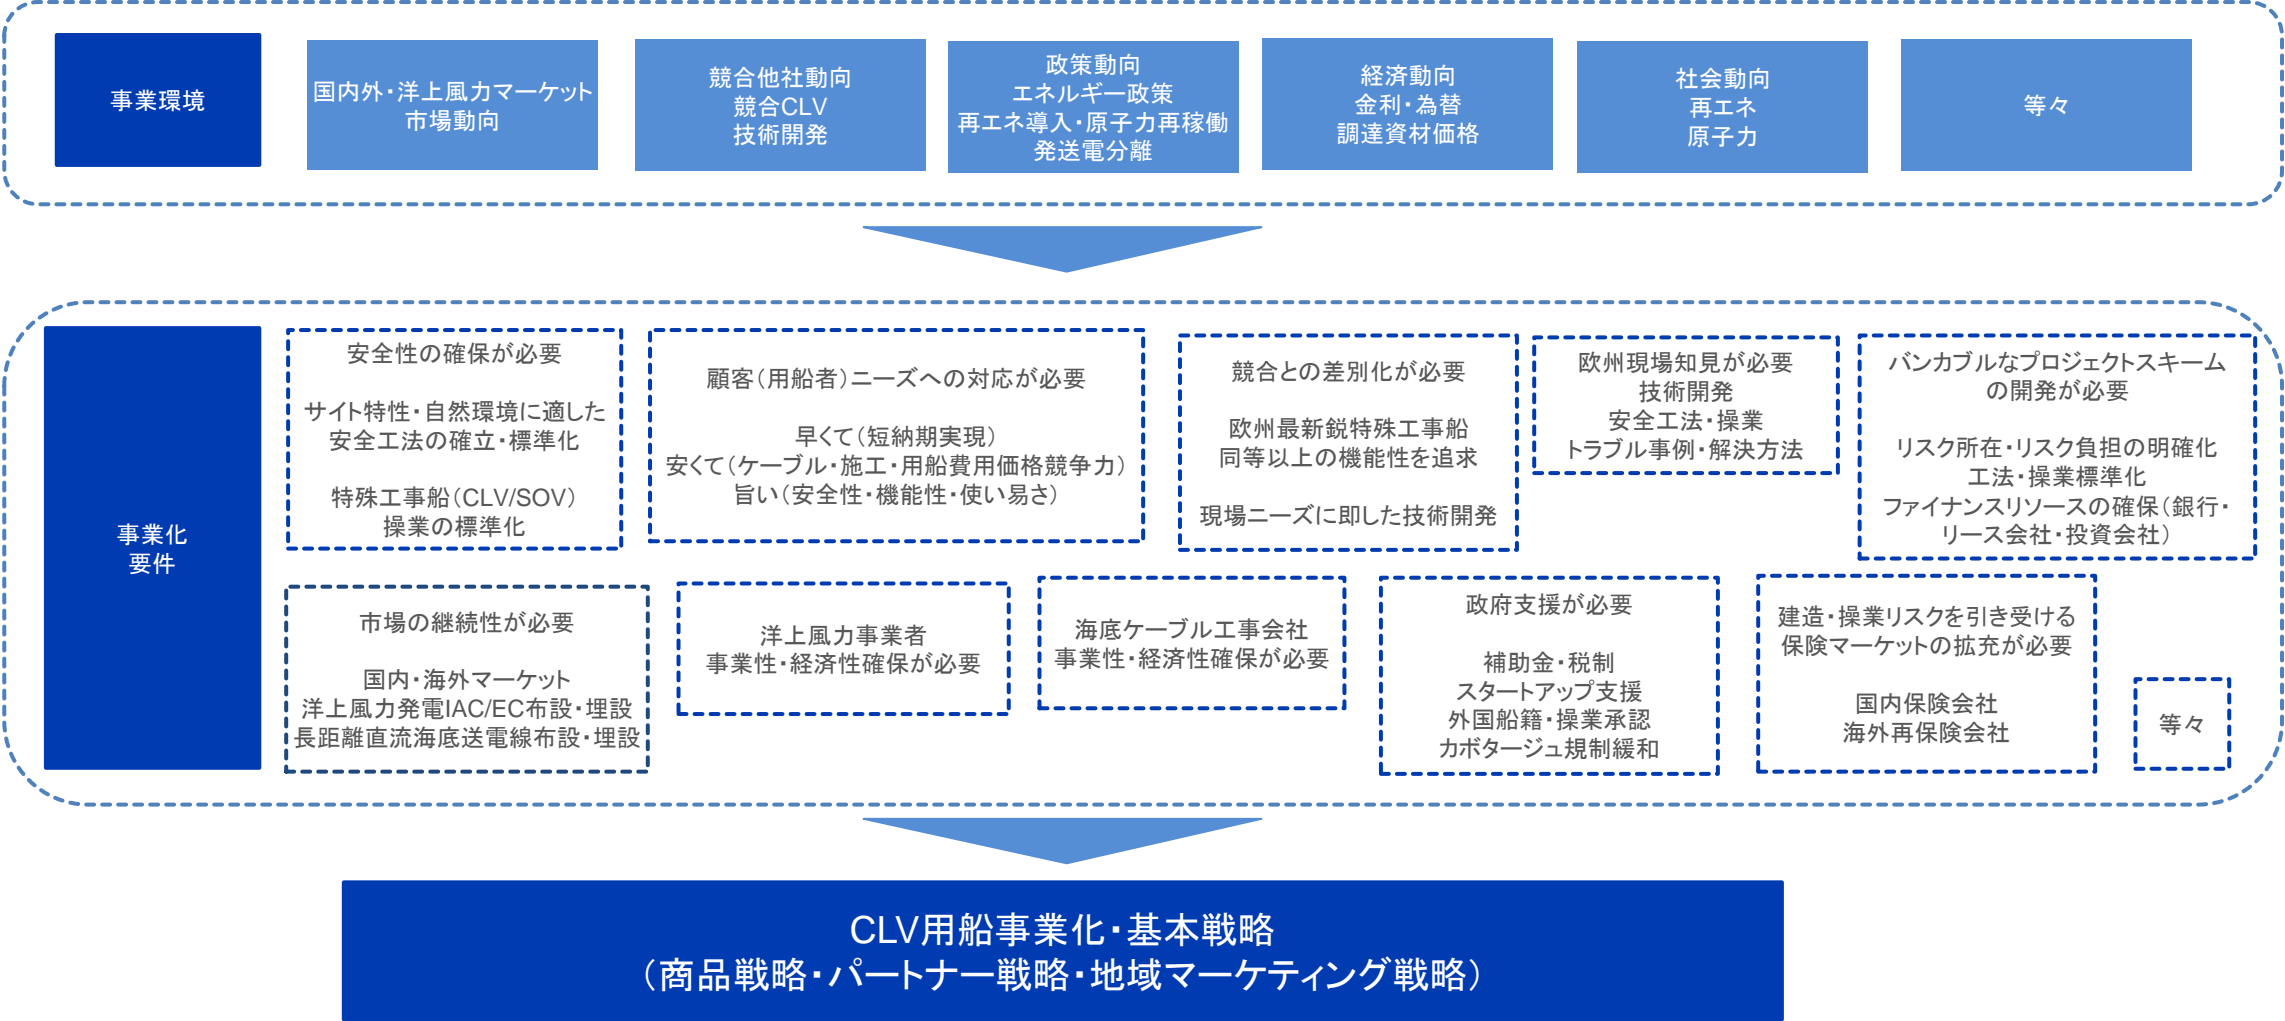 事業環境
国内外・洋上風力マーケット
市場動向
競合他社動向
競合CLV
技術開発
政策動向
エネルギー政策
再エネ導入・原子力再稼働
発送電分離
経済動向
金利・為替
調達資材価格
社会動向
再エネ
原子力
等々
事業化
要件
安全性の確保が必要
サイト特性・自然環境に適した
安全工法の確立・標準化
特殊工事船（CLV/SOV）
操業の標準化
顧客（用船者）ニーズへの対応が必要
早くて（短納期実現）
安くて（ケーブル・施工・用船費用価格競争力）
旨い（安全性・機能性・使い易さ）
競合との差別化が必要
欧州最新鋭特殊工事船
同等以上の機能性を追求
現場ニーズに即した技術開発
欧州現場知見が必要
技術開発
安全工法・操業
トラブル事例・解決方法
バンカブルなプロジェクトスキーム
の開発が必要
リスク所在・リスク負担の明確化
工法・操業標準化
ファイナンスリソースの確保（銀行・
リース会社・投資会社）
市場の継続性が必要
国内・海外マーケット
洋上風力発電IAC/EC布設・埋設
長距離直流海底送電線布設・埋設
洋上風力事業者
事業性・経済性確保が必要
海底ケーブル工事会社
事業性・経済性確保が必要
政府支援が必要
補助金・税制
スタートアップ支援
外国船籍・操業承認
カボタージュ規制緩和
建造・操業リスクを引き受ける
保険マーケットの拡充が必要
国内保険会社
海外再保険会社
等々
CLV用船事業化・基本戦略
（商品戦略・パートナー戦略・地域マーケティング戦略）